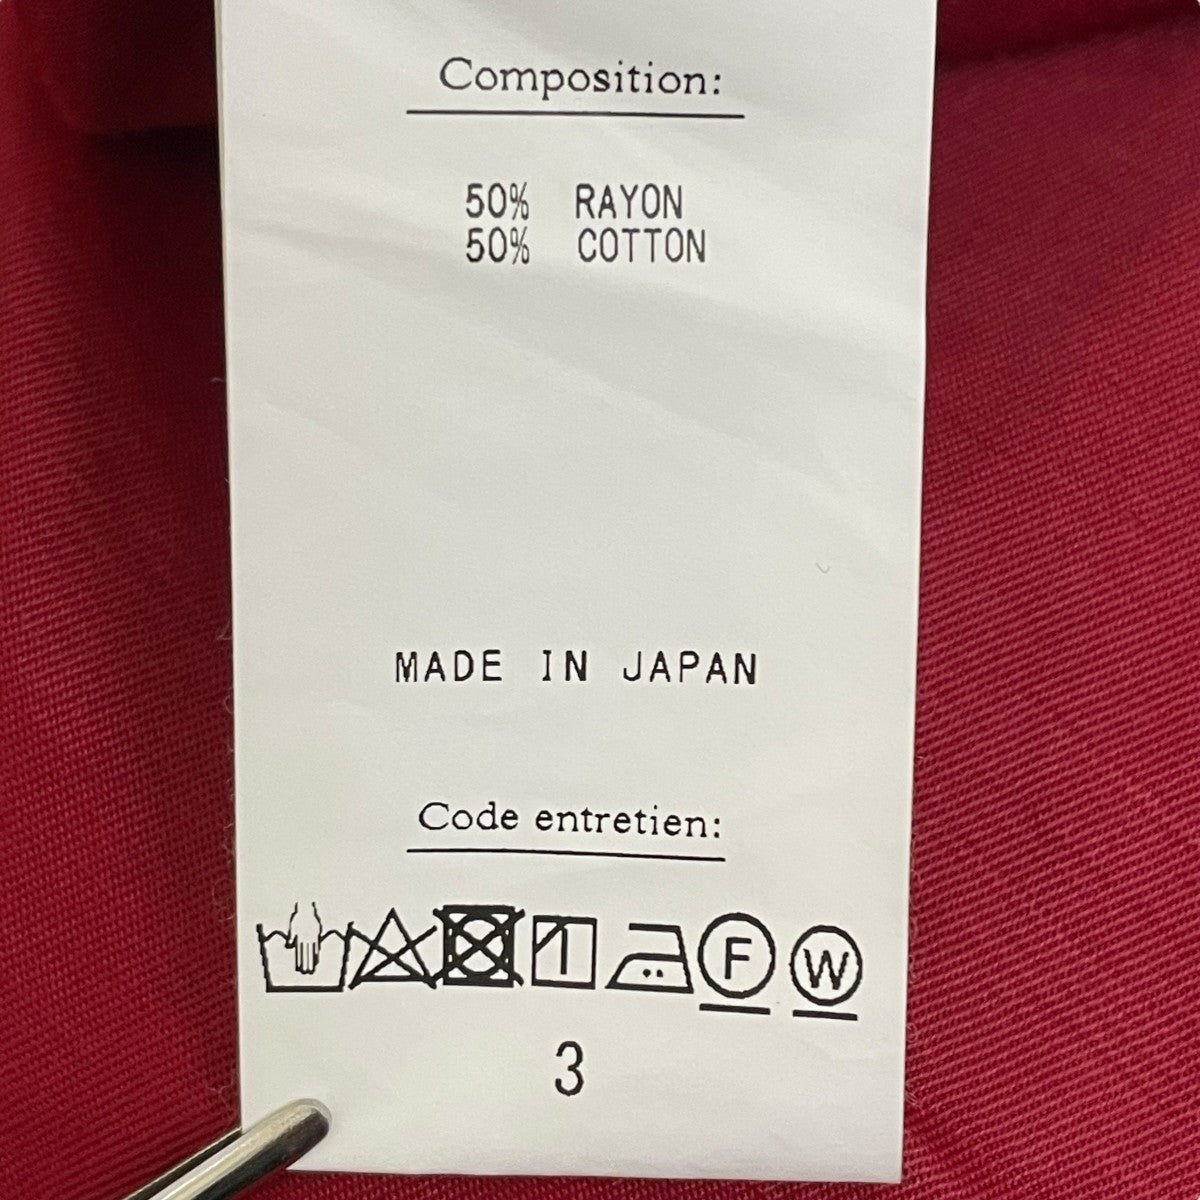 Composition:
50% RAYON
50% COTTON
MADE IN JAPAN
Code entretien:
F W
3